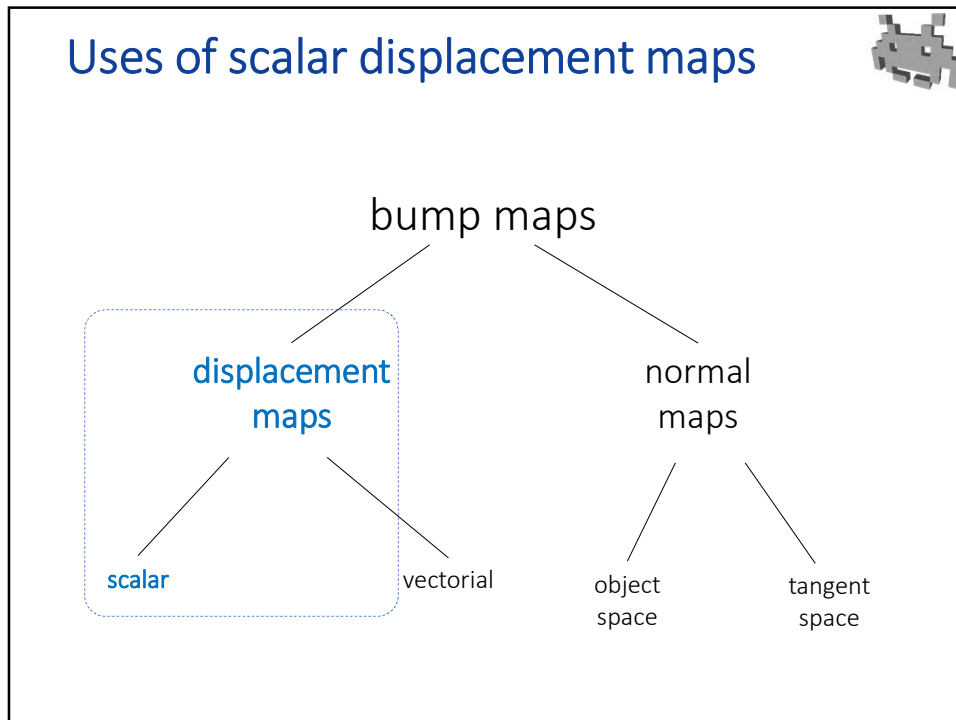 Uses of scalar displacement maps
bump maps
displacement
maps
normal
maps
scalar
vectorial
object
space
tangent
space